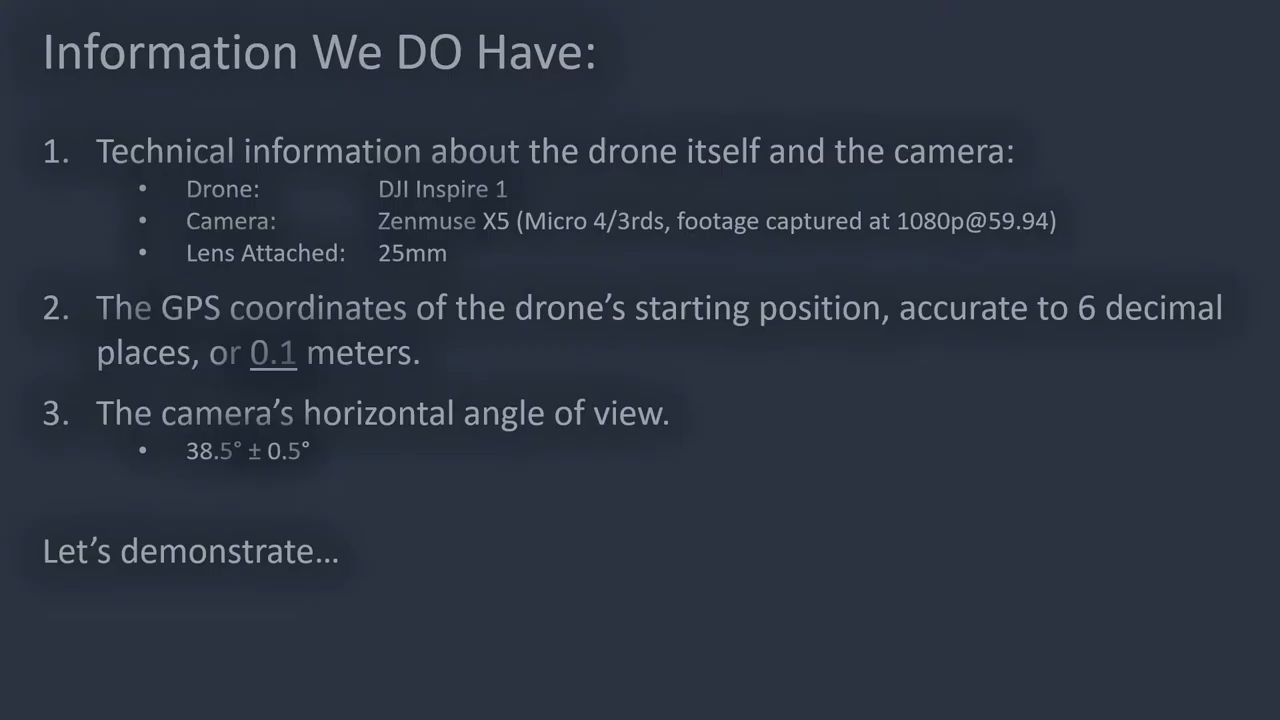 Information We DO Have:
1. Technical information about the drone itself and the camera:
• Drone: DJI Inspire 1
• Camera: Zenmuse X5 (Micro 4/3rds, footage captured at 1080p@59.94)
• Lens Attached: 25mm
2. The GPS coordinates of the drone’s starting position, accurate to 6 decimal
places, or 0.1 meters.
3. The camera’s horizontal angle of view.
• 38.5° ± 0.5°
Let’s demonstrate…